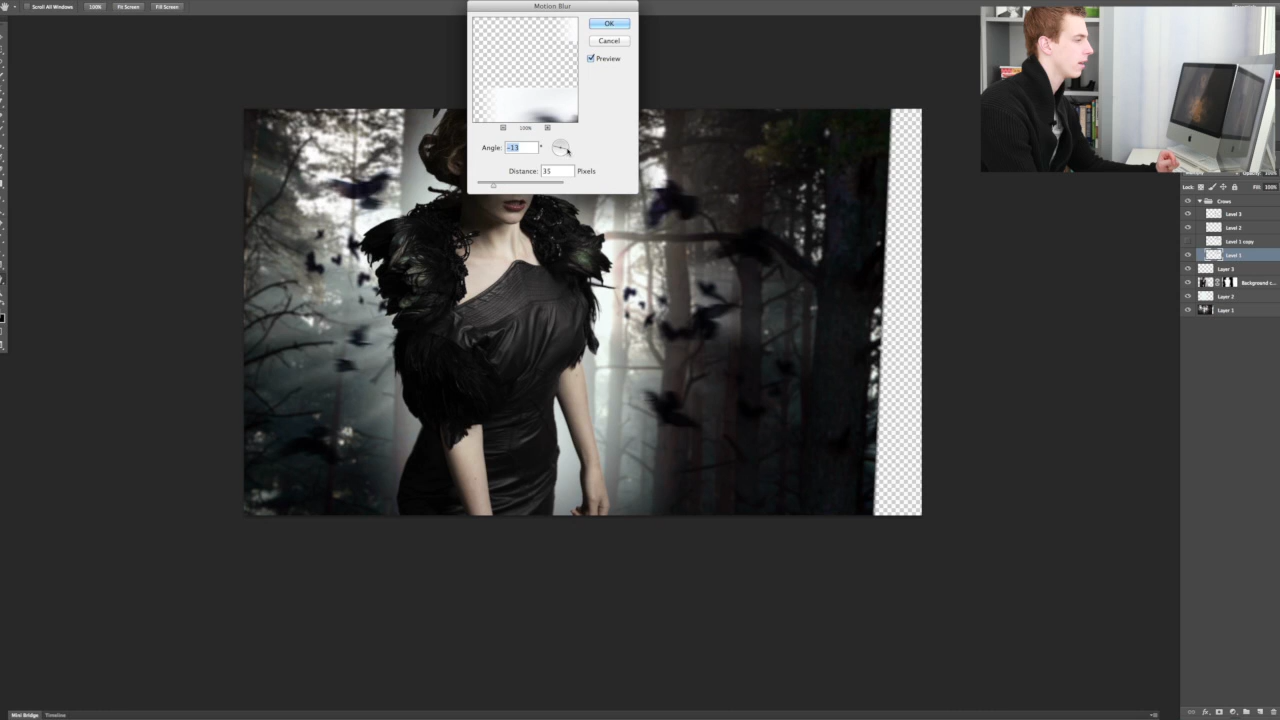 Motion Blur
Scroll All Windows
100%
Fit Screen
Fill Screen
OK
Cancel
Preview
100%
Angle: -13 °
Distance: 35 Pixels
Lock:
Fill: 100%
Crows
Level 3
Level 2
Level 1 copy
Level 1
Layer 3
Background c...
Layer 2
Layer 1
Mini Bridge
Timeline